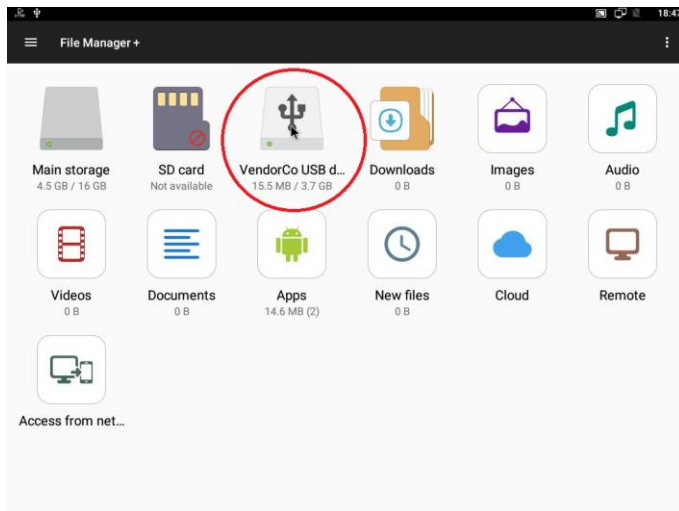 18:47
File Manager +
Main storage
4.5 GB / 16 GB
SD card
Not available
VendorCo USB d...
15.5 MB / 3.7 GB
Downloads
0 B
Images
0 B
Audio
0 B
Videos
0 B
Documents
0 B
Apps
14.6 MB (2)
New files
0 B
Cloud
Remote
Access from net...